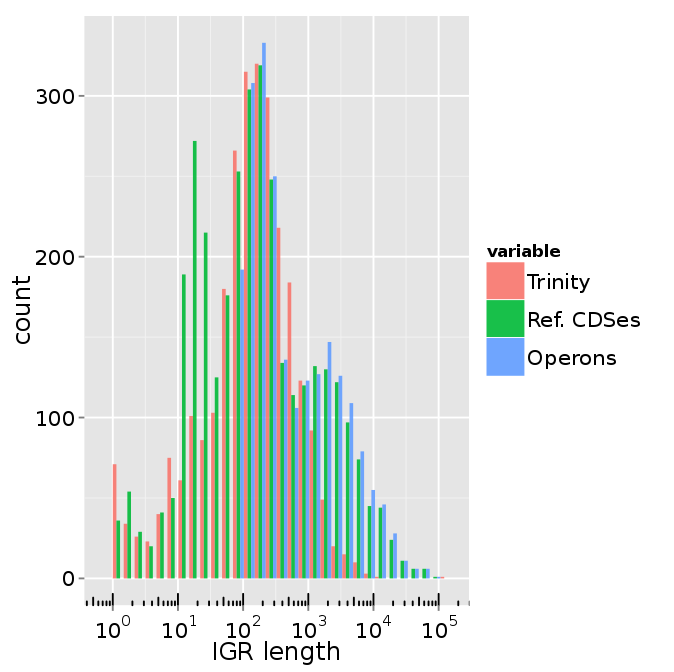 300
200
100
0
count
10^0 10^1 10^2 10^3 10^4 10^5
IGR length
variable
Trinity
Ref. CDSes
Operons